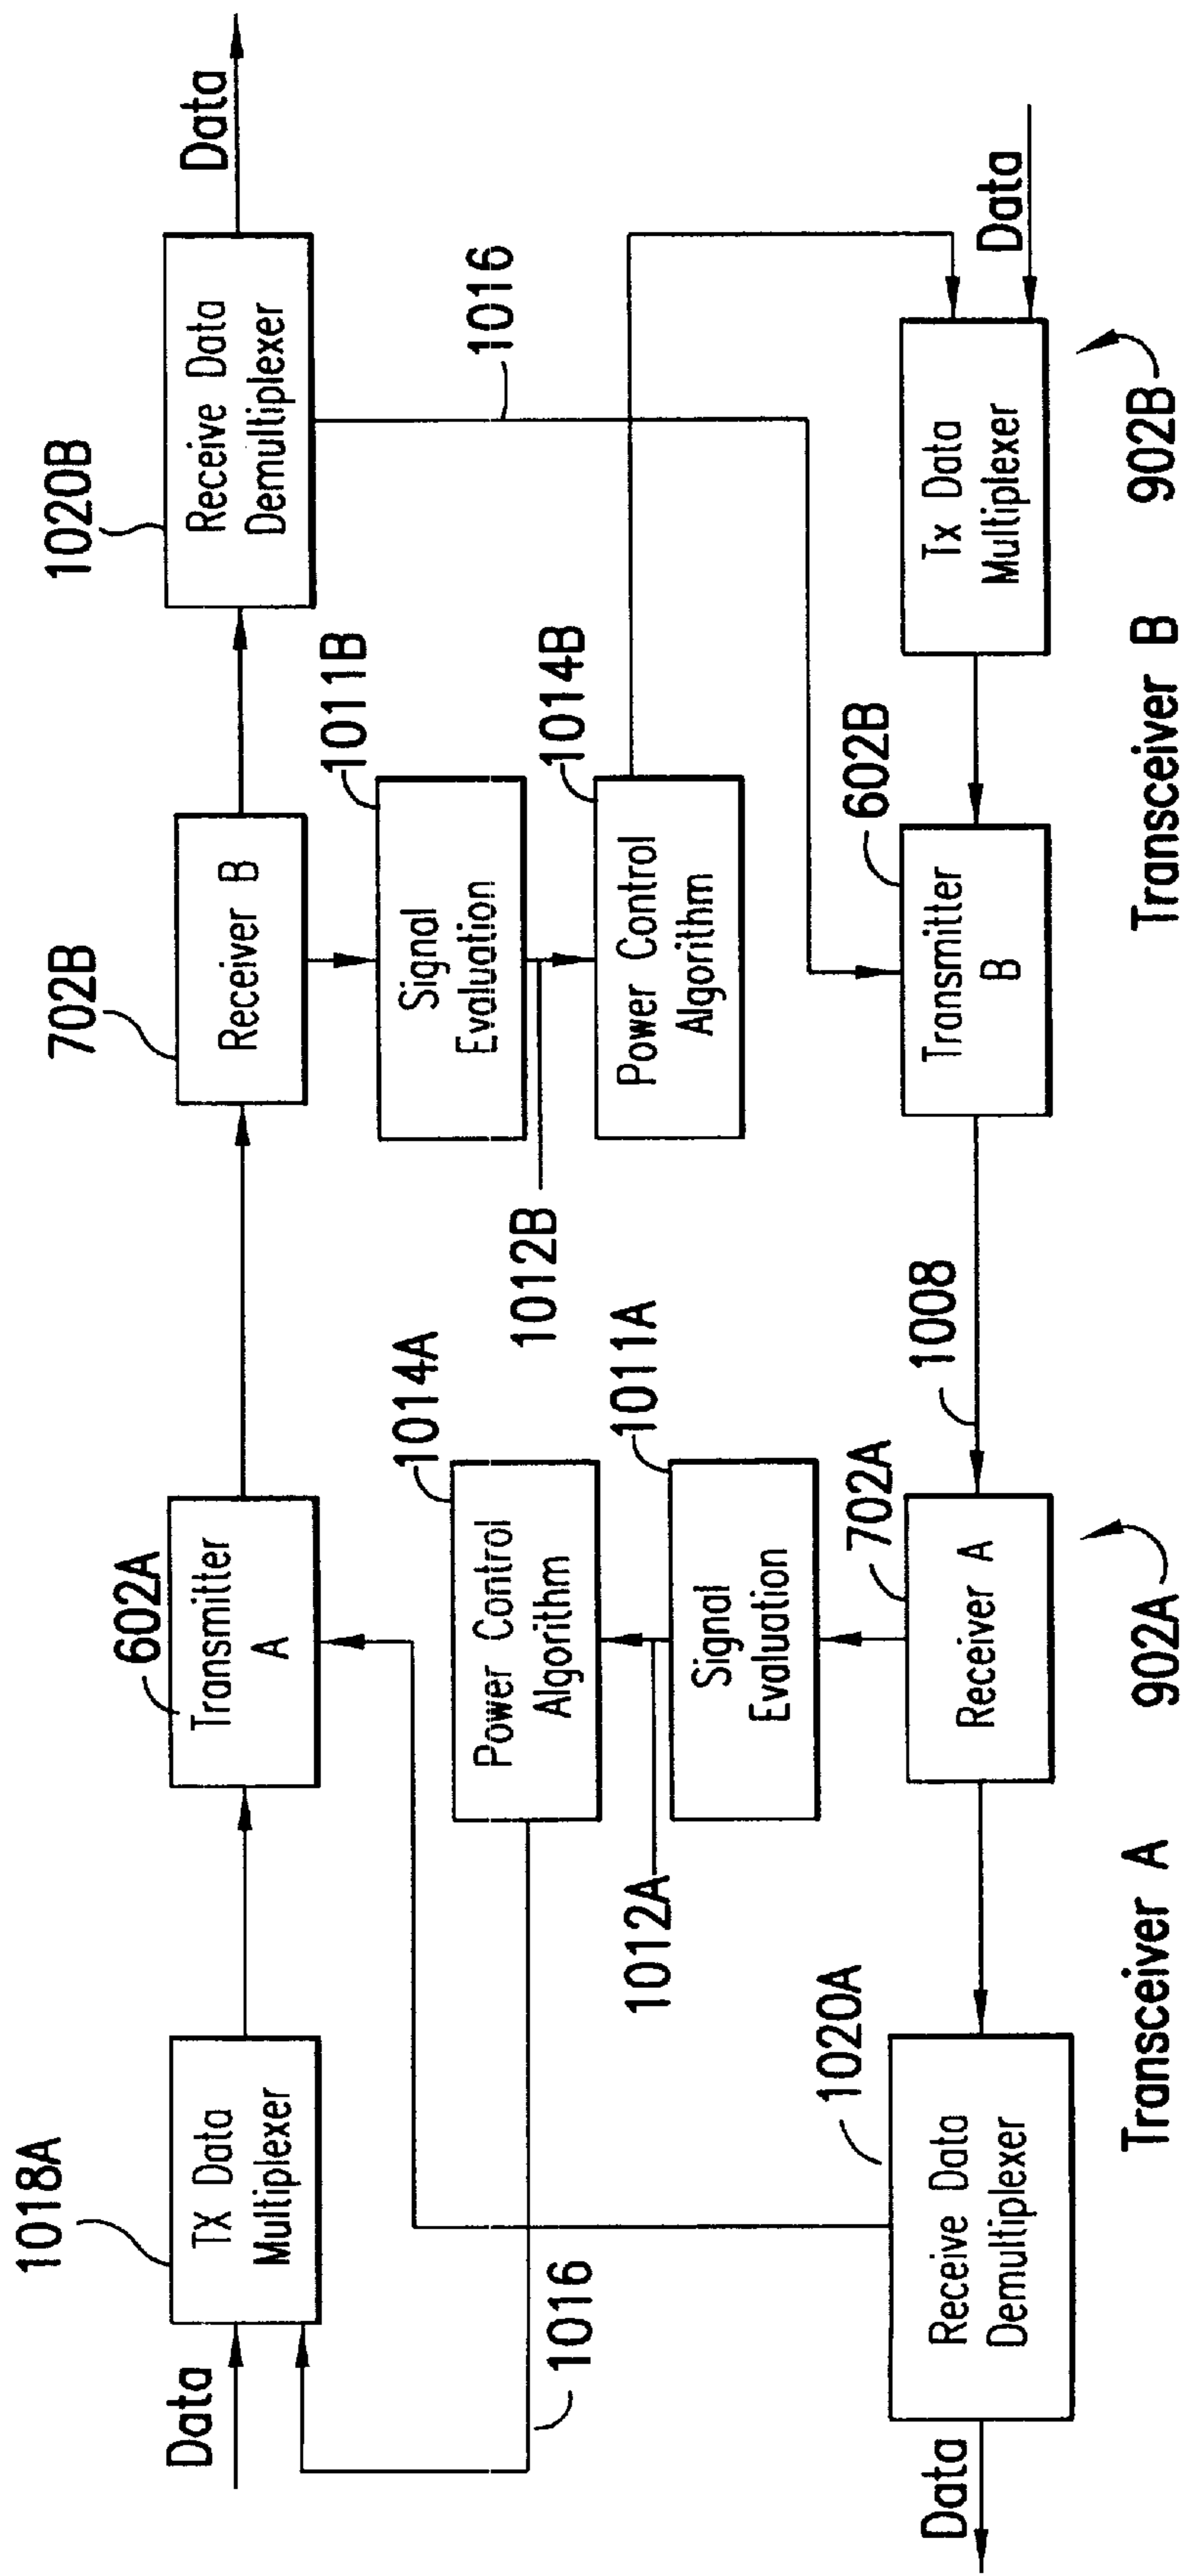 1018A
TX Data
Multiplexer
Data
602A
Transmitter
A
702B
Receiver B
1020B
Receive Data
Demultiplexer
Data
1014A
Power Control
Algorithm
1016
1012A
1011A
Signal
Evaluation
1011B
Signal
Evaluation
1012B
1014B
Power Control
Algorithm
1016
1020A
Receive Data
Demultiplexer
Data
702A
Receiver A
1008
602B
Transmitter
B
Tx Data
Multiplexer
Data
Transceiver A
902A
Transceiver B
902B